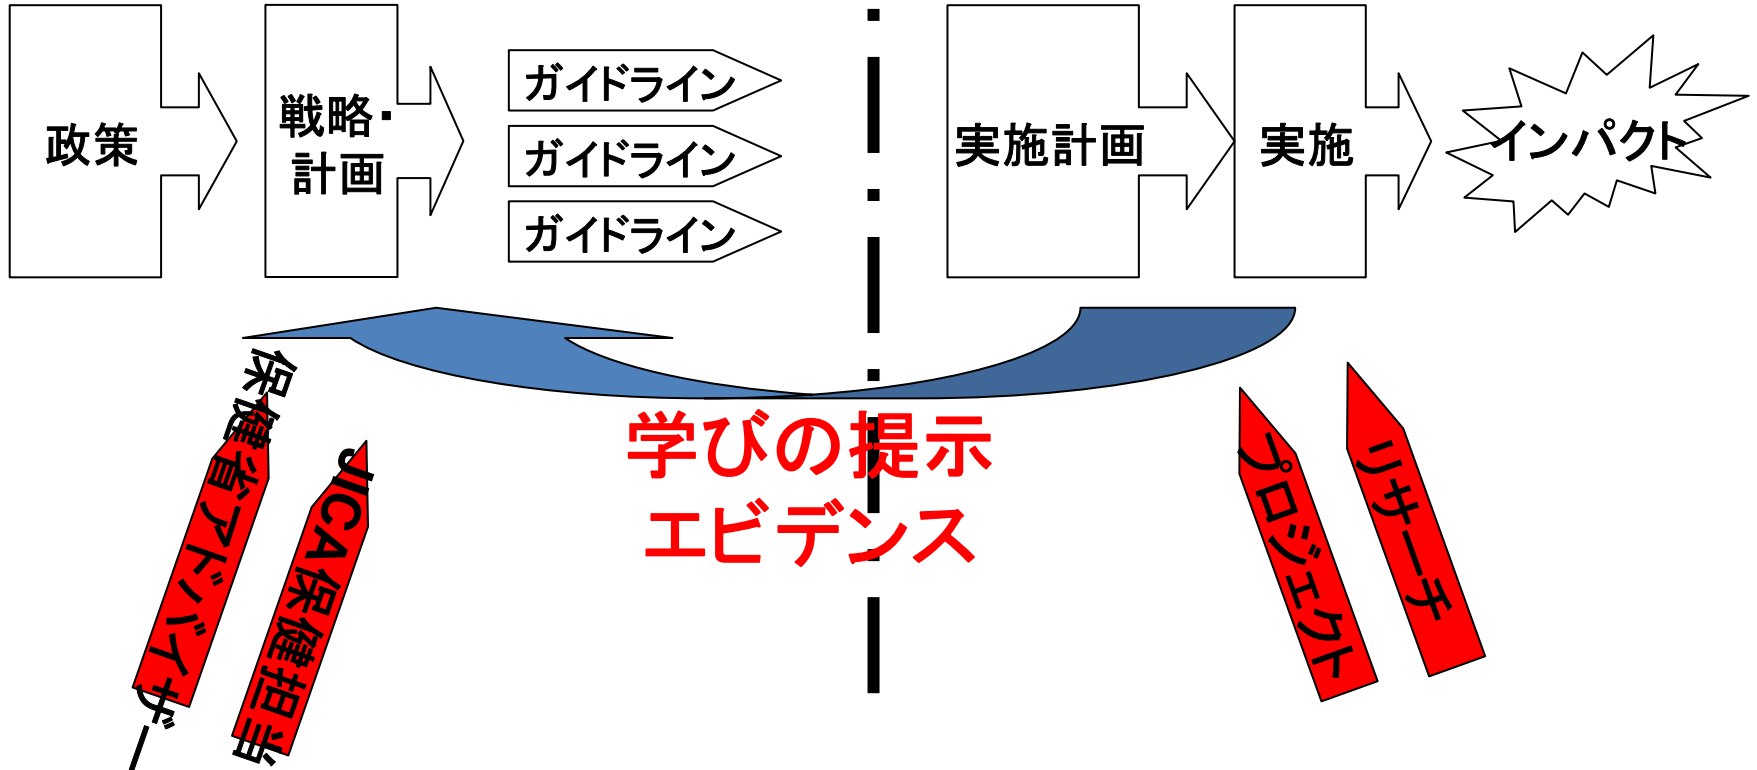 政策
戦略・
計画
ガイドライン
ガイドライン
ガイドライン
実施計画
実施
インパクト
学びの提示
エビデンス
保健省アドバイザー
JICA保健担当
プロジェクト
リサーチ